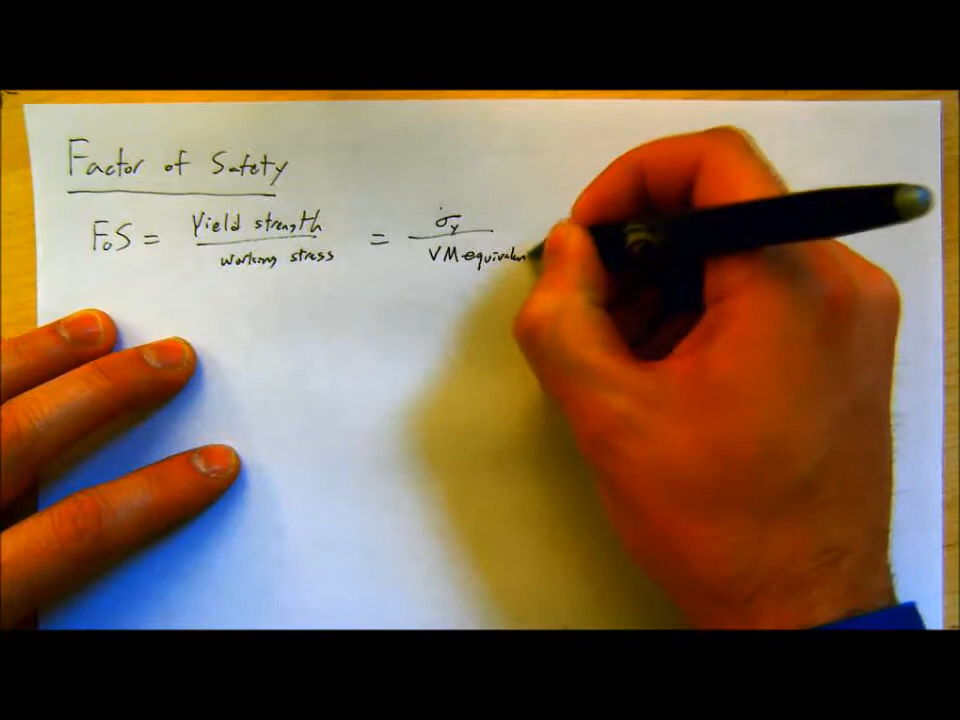 Factor of Safety
FoS = Yield strength / working stress = σy / VM equivalen